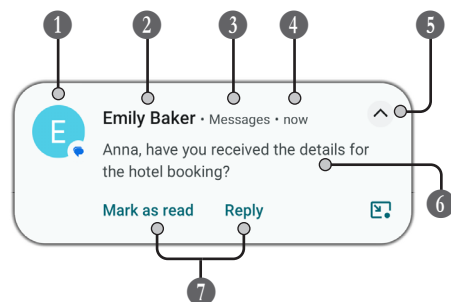 1 2 3 4 5
E Emily Baker • Messages • now
Anna, have you received the details for
the hotel booking?
6
Mark as read Reply
7